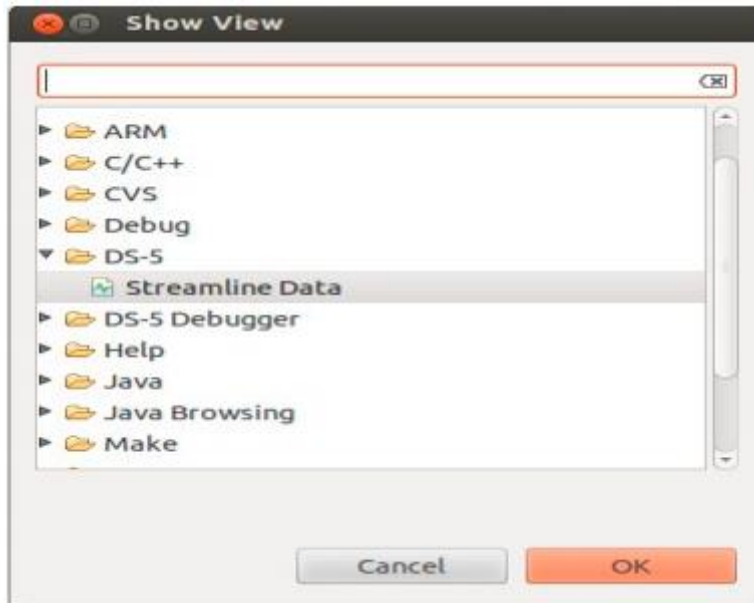 Show View
ARM
C/C++
CVS
Debug
DS-5
Streamline Data
DS-5 Debugger
Help
Java
Java Browsing
Make
Cancel
OK